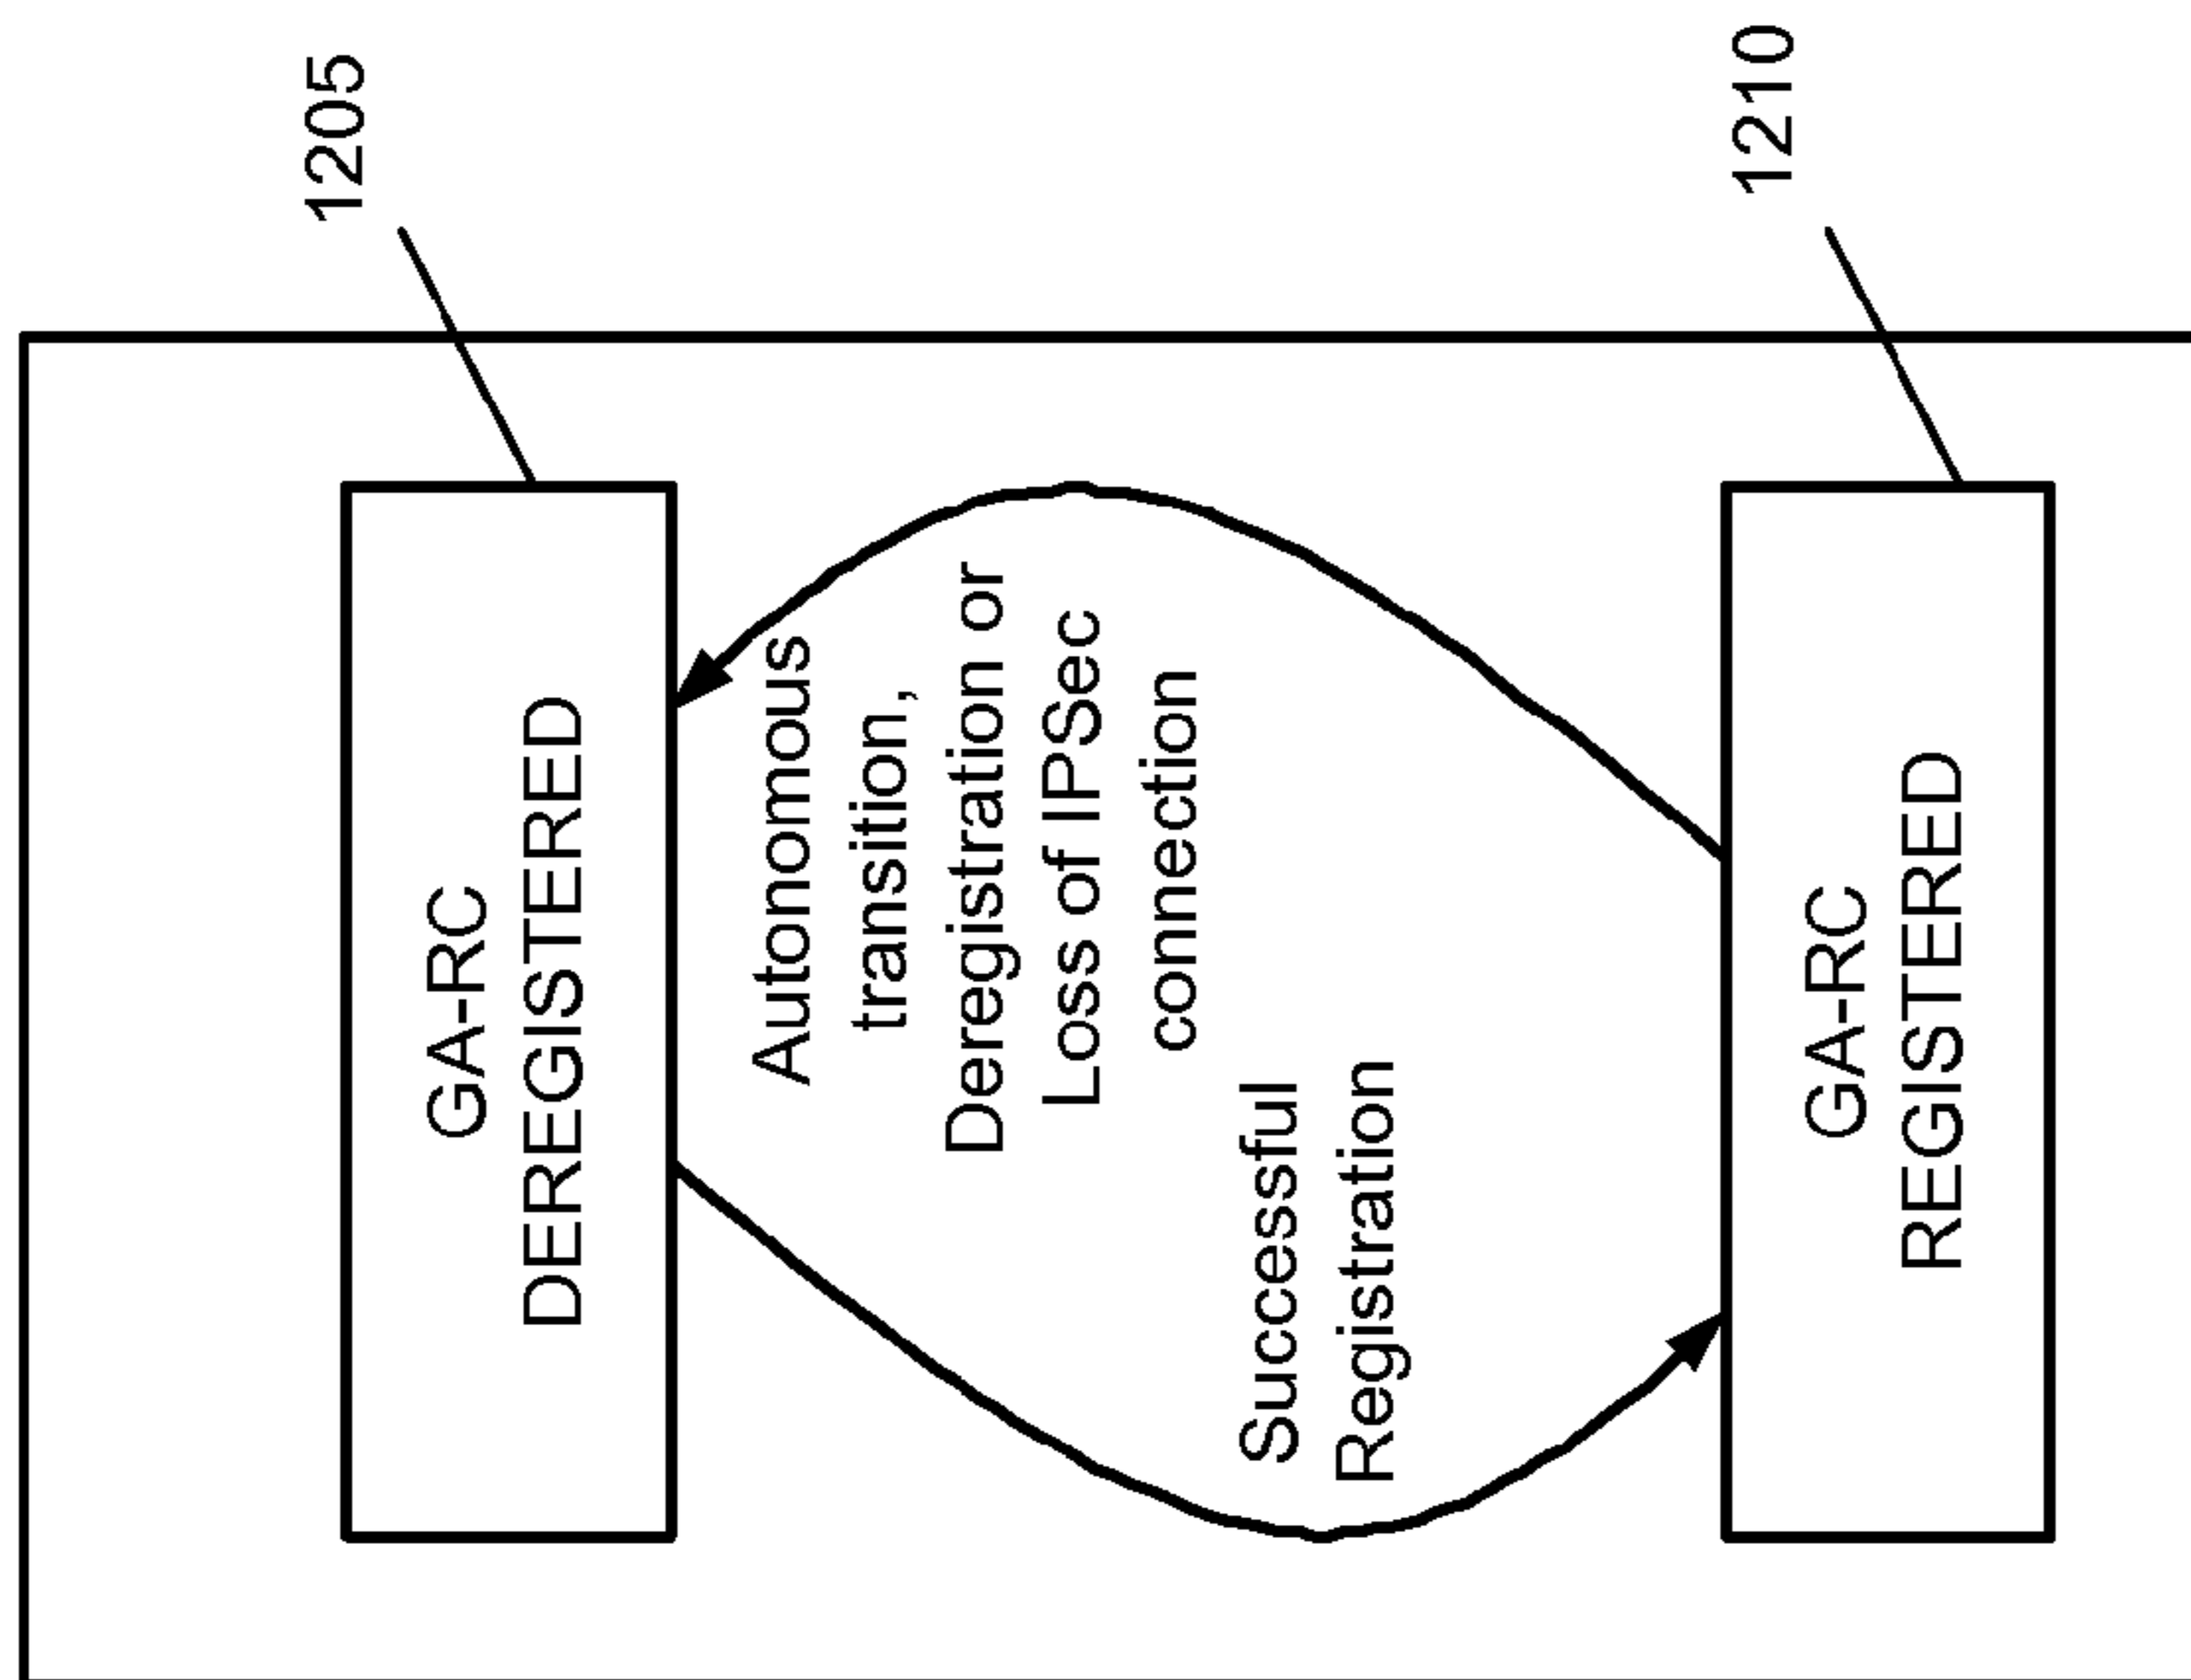 1205
GA-RC
DEREGISTERED
Autonomous
transition,
Deregistration or
Loss of IPSec
connection
Successful
Registration
GA-RC
REGISTERED
1210